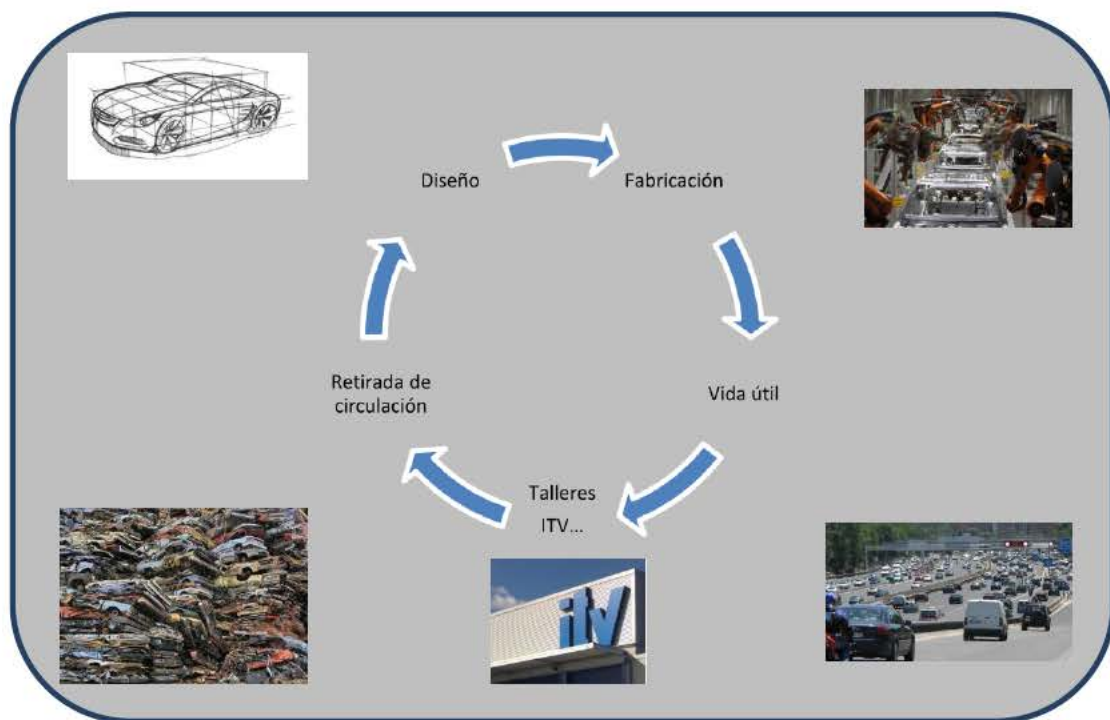 Diseño
Fabricación
Vida útil
Talleres
ITV...
Retirada de
circulación
itv